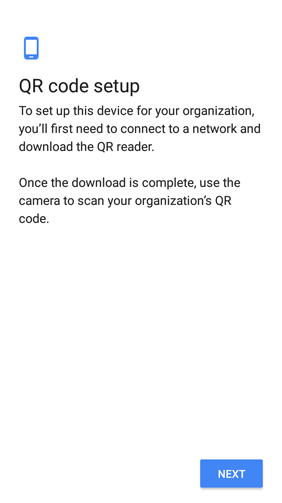 QR code setup
To set up this device for your organization,
you’ll first need to connect to a network and
download the QR reader.
Once the download is complete, use the
camera to scan your organization’s QR
code.
NEXT